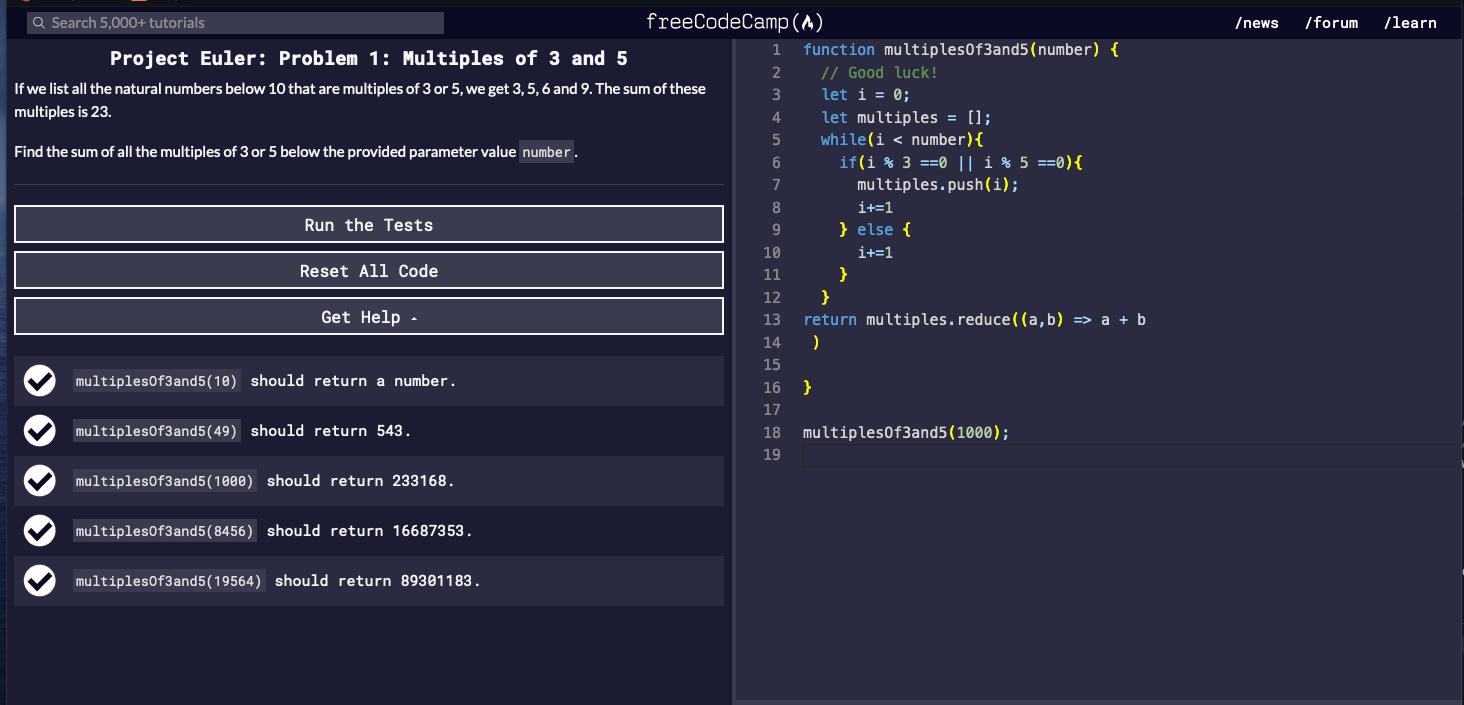 Search 5,000+ tutorials
freeCodeCamp(🔥)
/news /forum /learn
Project Euler: Problem 1: Multiples of 3 and 5
If we list all the natural numbers below 10 that are multiples of 3 or 5, we get 3, 5, 6 and 9. The sum of these
multiples is 23.
Find the sum of all the multiples of 3 or 5 below the provided parameter value number.
Run the Tests
Reset All Code
Get Help
multiplesOf3and5(10) should return a number.
multiplesOf3and5(49) should return 543.
multiplesOf3and5(1000) should return 233168.
multiplesOf3and5(8456) should return 16687353.
multiplesOf3and5(19564) should return 89301183.
1 function multiplesOf3and5(number) {
2 // Good luck!
3 let i = 0;
4 let multiples = [];
5 while(i < number){
6 if(i % 3 ==0 || i % 5 ==0){
7 multiples.push(i);
8 i+=1
9 } else {
10 i+=1
11 }
12 }
13 return multiples.reduce((a,b) => a + b
14 )
15
16 }
17
18 multiplesOf3and5(1000);
19